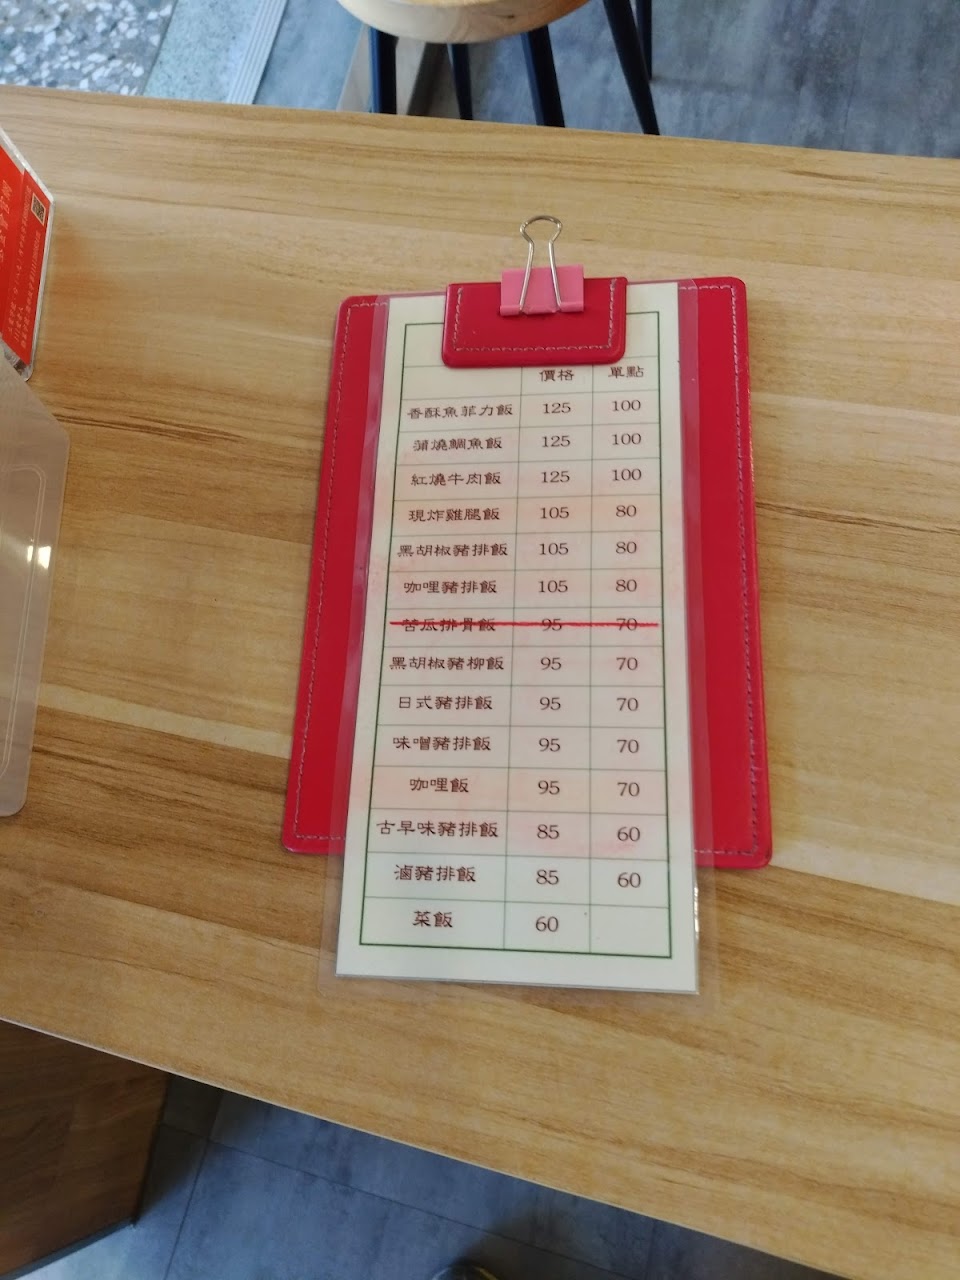 價格 單點
香酥魚菲力飯 125 100
蒲燒鯛魚飯 125 100
紅燒牛肉飯 125 100
現炸雞腿飯 105 80
黑胡椒豬排飯 105 80
咖哩豬排飯 105 80
苦瓜排骨飯 95 70
黑胡椒豬柳飯 95 70
日式豬排飯 95 70
味噌豬排飯 95 70
咖哩飯 95 70
古早味豬排飯 85 60
滷豬排飯 85 60
菜飯 60